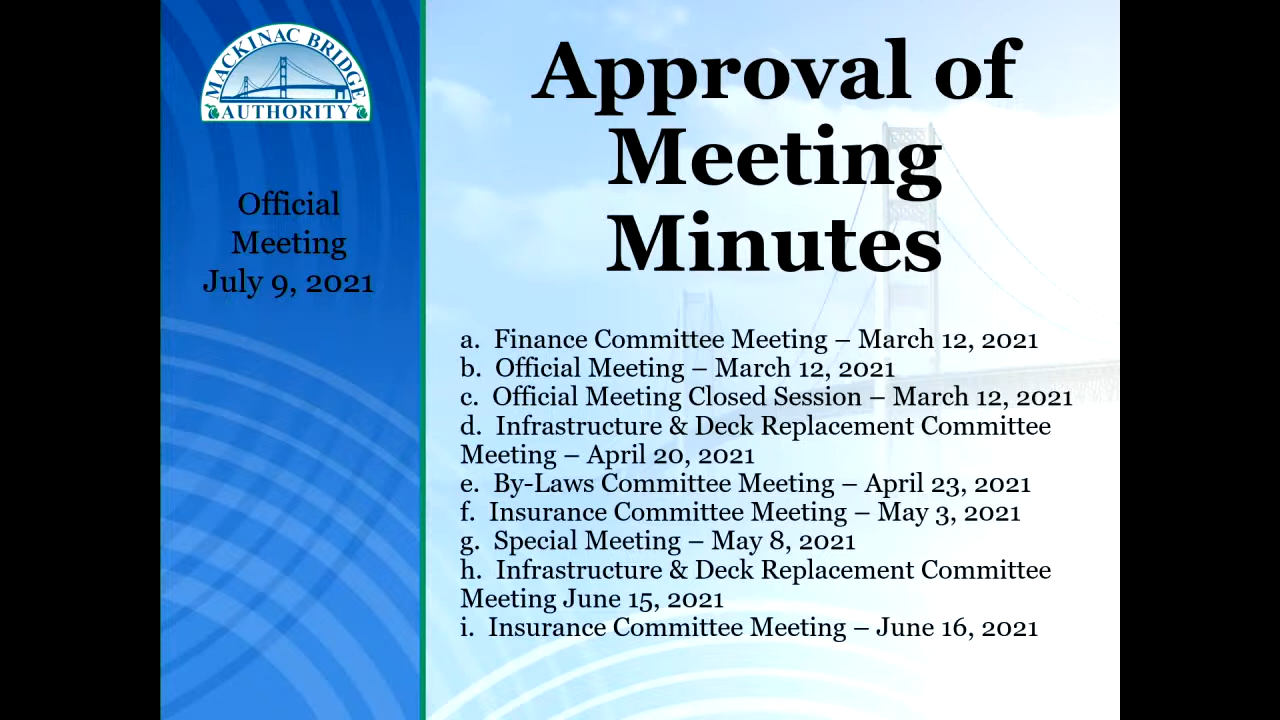 MACKINAC BRIDGE
AUTHORITY
Official
Meeting
July 9, 2021
Approval of
Meeting
Minutes
a. Finance Committee Meeting – March 12, 2021
b. Official Meeting – March 12, 2021
c. Official Meeting Closed Session – March 12, 2021
d. Infrastructure & Deck Replacement Committee
Meeting – April 20, 2021
e. By-Laws Committee Meeting – April 23, 2021
f. Insurance Committee Meeting – May 3, 2021
g. Special Meeting – May 8, 2021
h. Infrastructure & Deck Replacement Committee
Meeting June 15, 2021
i. Insurance Committee Meeting – June 16, 2021